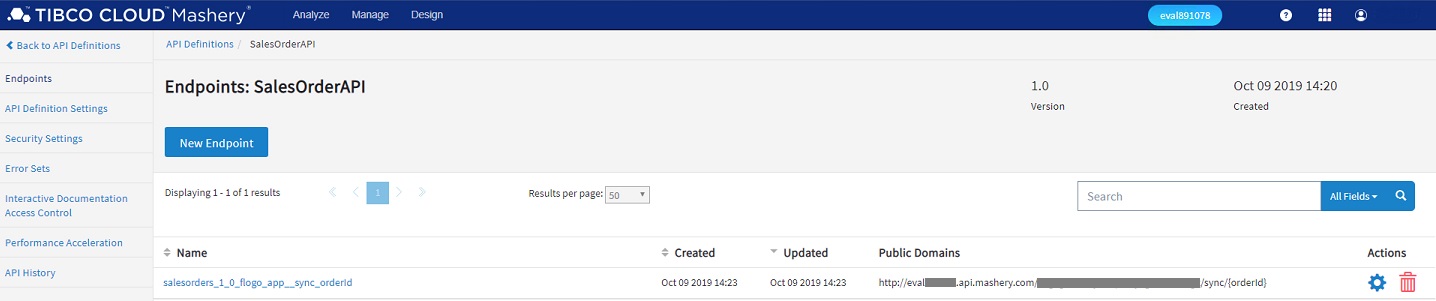 TIBCO CLOUD™ Mashery®
Analyze Manage Design
eval891078
Back to API Definitions
API Definitions / SalesOrderAPI
Endpoints
API Definition Settings
Security Settings
Error Sets
Interactive Documentation
Access Control
Performance Acceleration
API History
Endpoints: SalesOrderAPI
1.0
Version
Oct 09 2019 14:20
Created
New Endpoint
Displaying 1 - 1 of 1 results
1
Results per page: 50
Search
All Fields
Name Created Updated Public Domains Actions
salesorders_1_0_flogo_app__sync_orderId Oct 09 2019 14:23 Oct 09 2019 14:23 http://eval .api.mashery.com/ /sync/{orderId}